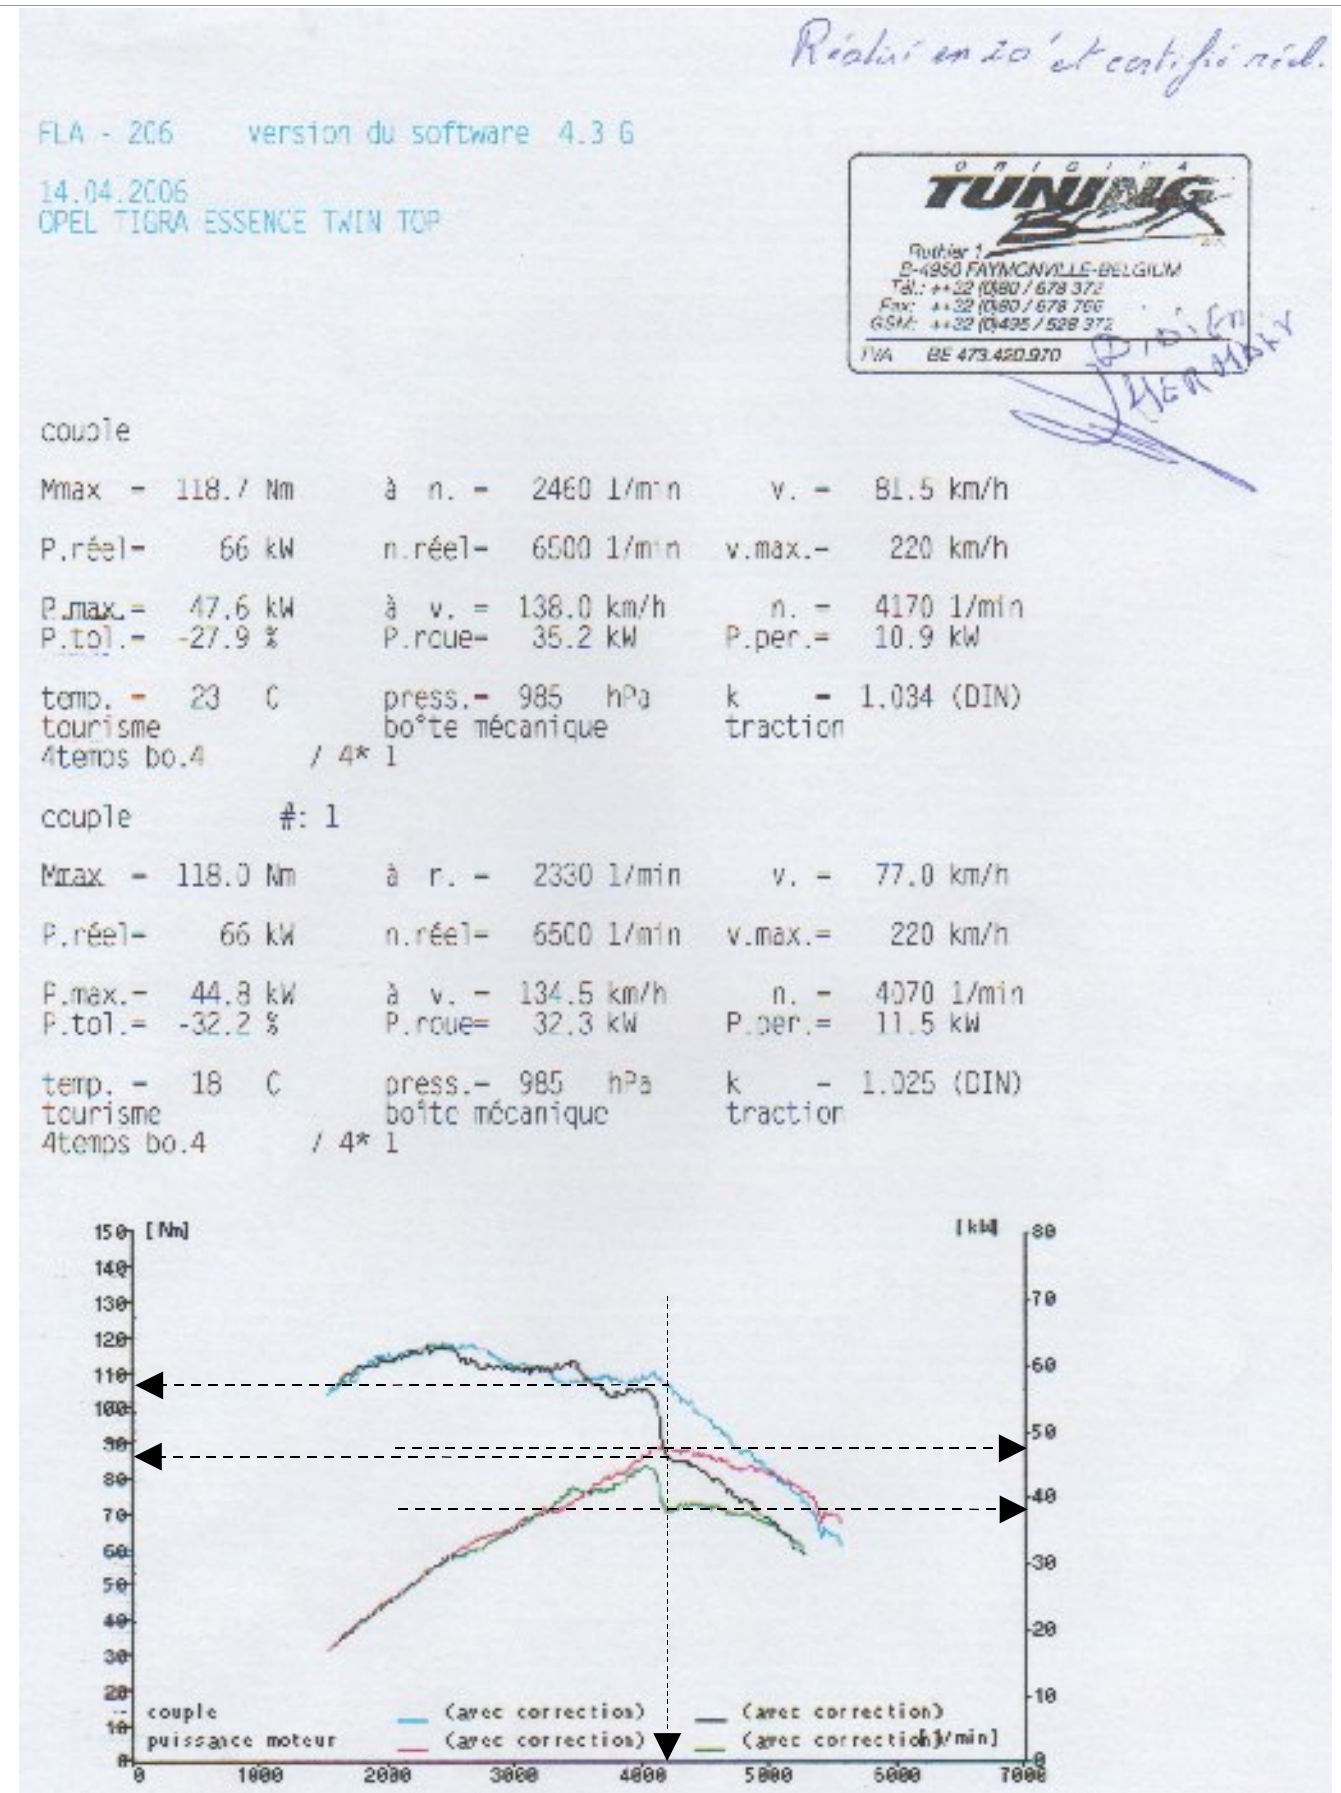 Réalisé en 20' et certifié réel.
FLA - 206 version du software 4.3 G
14.04.2006
OPEL TIGRA ESSENCE TWIN TOP
ORIGINAL
TUNING
BOX
Ruthier 1
B-4950 FAYMONVILLE-BELGIUM
Tél.: ++32 (0)80 / 678 372
Fax: ++32 (0)80 / 678 766
GSM: ++32 (0)495 / 528 372
TVA BE 473.420.970
couple
Mmax = 118.7 Nm à n. = 2460 1/min v. = 81.5 km/h
P.réel= 66 kW n.réel= 6500 1/min v.max.= 220 km/h
P.max.= 47.6 kW à v. = 138.0 km/h n. = 4170 1/min
P.tol.= -27.9 % P.roue= 35.2 kW P.per.= 10.9 kW
temp. = 23 C press.= 985 hPa k = 1.034 (DIN)
tourisme boîte mécanique traction
4temps bo.4 / 4* 1
couple #: 1
Mmax = 118.0 Nm à n. = 2330 1/min v. = 77.0 km/h
P.réel= 66 kW n.réel= 6500 1/min v.max.= 220 km/h
P.max.= 44.8 kW à v. = 134.5 km/h n. = 4070 1/min
P.tol.= -32.2 % P.roue= 32.3 kW P.per.= 11.5 kW
temp. = 18 C press.= 985 hPa k = 1.025 (DIN)
tourisme boîte mécanique traction
4temps bo.4 / 4* 1
150 [Nm] [kW] 80
140
130 70
120
110 60
100
90 50
80
70 40
60
50 30
40
30 20
20 10
couple (avec correction) (avec correction)
10 puissance moteur (avec correction) (avec correction) [1/min]
0 0
0 1000 2000 3000 4000 5000 6000 7000